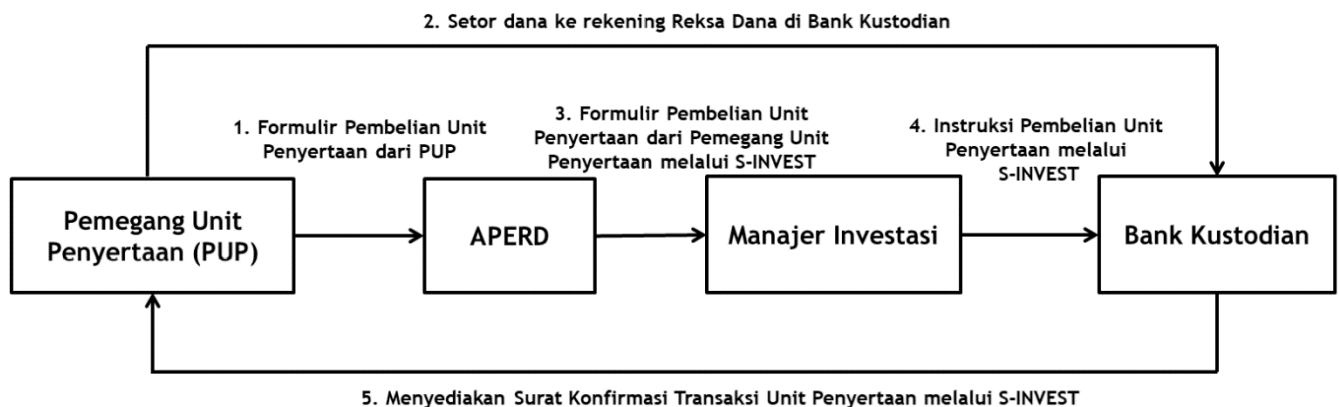 2. Setor dana ke rekening Reksa Dana di Bank Kustodian
1. Formulir Pembelian Unit
Penyertaan dari PUP
3. Formulir Pembelian Unit
Penyertaan dari Pemegang Unit
Penyertaan melalui S-INVEST
4. Instruksi Pembelian Unit
Penyertaan melalui
S-INVEST
Pemegang Unit
Penyertaan (PUP)
APERD
Manajer Investasi
Bank Kustodian
5. Menyediakan Surat Konfirmasi Transaksi Unit Penyertaan melalui S-INVEST